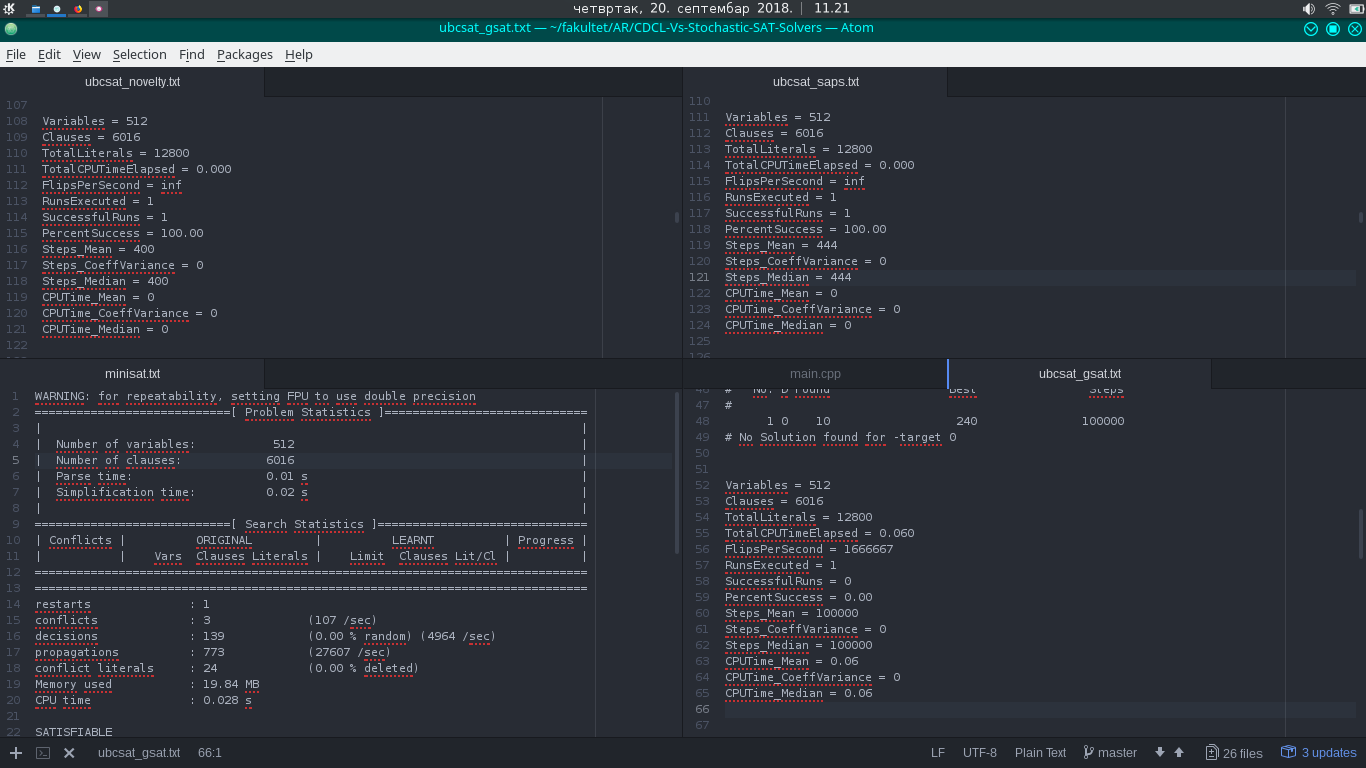 четвртак, 20. септембар 2018. | 11.21
ubcsat_gsat.txt — ~/fakultet/AR/CDCL-Vs-Stochastic-SAT-Solvers — Atom
File Edit View Selection Find Packages Help
ubcsat_novelty.txt
107
108 Variables = 512
109 Clauses = 6016
110 TotalLiterals = 12800
111 TotalCPUTimeElapsed = 0.000
112 FlipsPerSecond = inf
113 RunsExecuted = 1
114 SuccessfulRuns = 1
115 PercentSuccess = 100.00
116 Steps_Mean = 400
117 Steps_CoeffVariance = 0
118 Steps_Median = 400
119 CPUTime_Mean = 0
120 CPUTime_CoeffVariance = 0
121 CPUTime_Median = 0
122
ubcsat_saps.txt
110
111 Variables = 512
112 Clauses = 6016
113 TotalLiterals = 12800
114 TotalCPUTimeElapsed = 0.000
115 FlipsPerSecond = inf
116 RunsExecuted = 1
117 SuccessfulRuns = 1
118 PercentSuccess = 100.00
119 Steps_Mean = 444
120 Steps_CoeffVariance = 0
121 Steps_Median = 444
122 CPUTime_Mean = 0
123 CPUTime_CoeffVariance = 0
124 CPUTime_Median = 0
125
126
minisat.txt
1 WARNING: for repeatability, setting FPU to use double precision
2 ============================[ Problem Statistics ]=============================
3 | |
4 | Number of variables: 512 |
5 | Number of clauses: 6016 |
6 | Parse time: 0.01 s |
7 | Simplification time: 0.02 s |
8 | |
9 ============================[ Search Statistics ]==============================
10 | Conflicts | ORIGINAL | LEARNT | Progress |
11 | | Vars Clauses Literals | Limit Clauses Lit/Cl | |
12 ===============================================================================
13 ===============================================================================
14 restarts : 1
15 conflicts : 3 (107 /sec)
16 decisions : 139 (0.00 % random) (4964 /sec)
17 propagations : 773 (27607 /sec)
18 conflict literals : 24 (0.00 % deleted)
19 Memory used : 19.84 MB
20 CPU time : 0.028 s
21
22 SATISFIABLE
main.cpp ubcsat_gsat.txt
46 # No. D Found Best Steps
47 #
48 1 0 10 240 100000
49 # No Solution found for -target 0
50
51
52 Variables = 512
53 Clauses = 6016
54 TotalLiterals = 12800
55 TotalCPUTimeElapsed = 0.060
56 FlipsPerSecond = 1666667
57 RunsExecuted = 1
58 SuccessfulRuns = 0
59 PercentSuccess = 0.00
60 Steps_Mean = 100000
61 Steps_CoeffVariance = 0
62 Steps_Median = 100000
63 CPUTime_Mean = 0.06
64 CPUTime_CoeffVariance = 0
65 CPUTime_Median = 0.06
66
67
ubcsat_gsat.txt 66:1 LF UTF-8 Plain Text master 26 files 3 updates